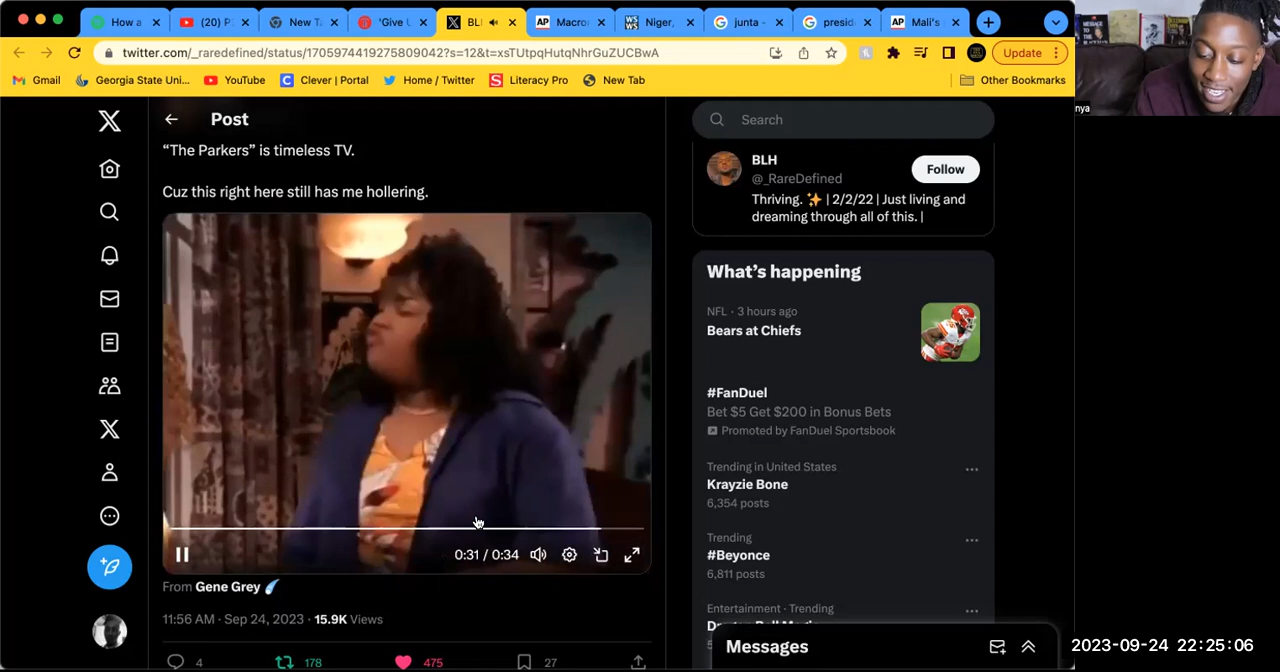 How a
(20) P
New Ta
'Give U
BL
Macro
Niger,
junta -
presid
Mali's
twitter.com/_raredefined/status/1705974419275809042?s=12&t=xsTUtpqHutqNhrGuZUCBwA
Update
Gmail
Georgia State Uni...
YouTube
Clever | Portal
Home / Twitter
Literacy Pro
New Tab
Other Bookmarks
nya
Post
Search
“The Parkers” is timeless TV.
Cuz this right here still has me hollering.
BLH
@_RareDefined
Follow
Thriving. ✨ | 2/2/22 | Just living and
dreaming through all of this. |
What’s happening
NFL · 3 hours ago
Bears at Chiefs
#FanDuel
Bet $5 Get $200 in Bonus Bets
Promoted by FanDuel Sportsbook
Trending in United States
Krayzie Bone
6,354 posts
Trending
#Beyonce
6,811 posts
Entertainment · Trending
0:31 / 0:34
From Gene Grey
11:56 AM · Sep 24, 2023 · 15.9K Views
4
178
475
27
Messages
2023-09-24 22:25:06